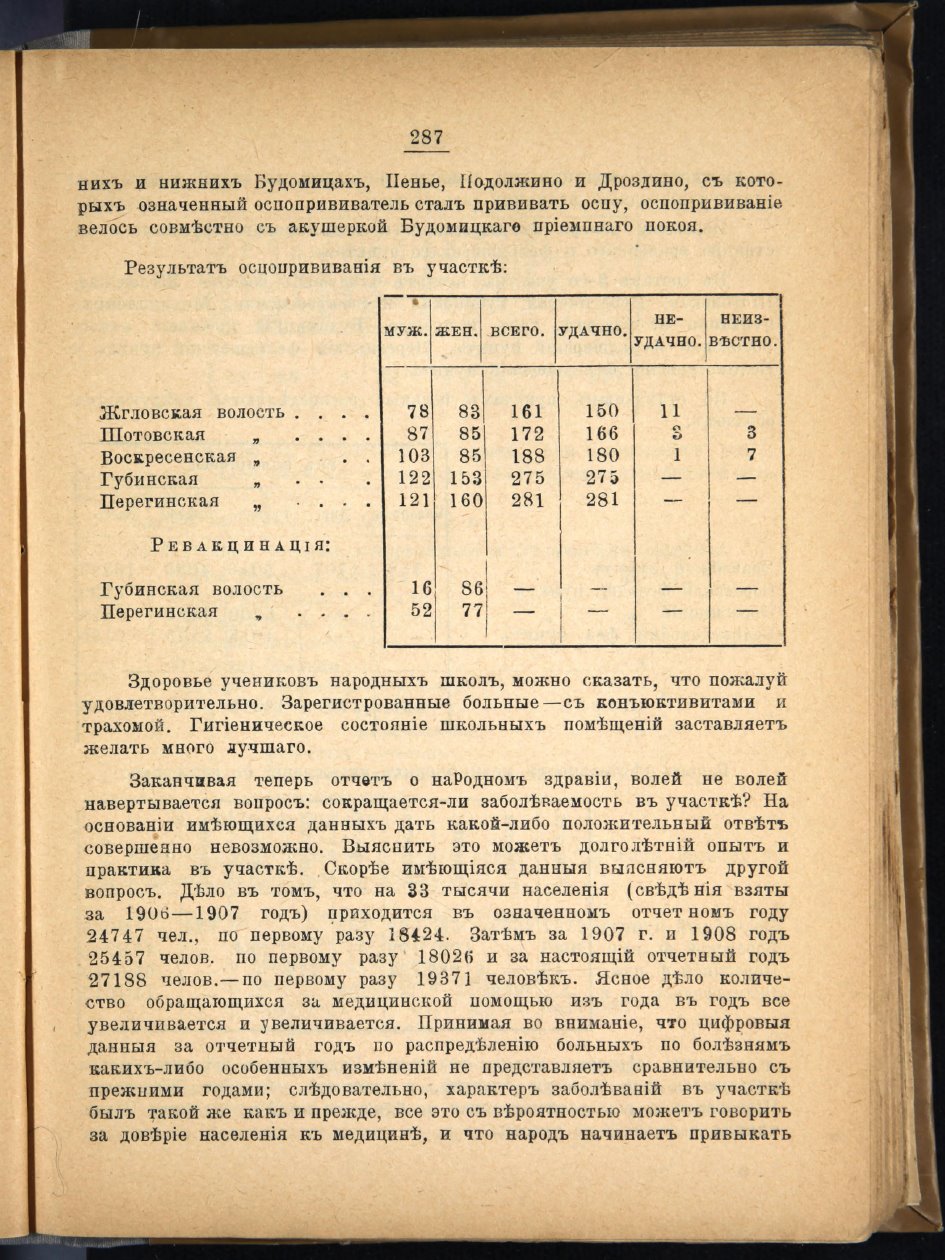 287
нихъ и нижнихъ Будомицахъ, Пенье, Подолжино и Дроздино, съ кото-
рыхъ означенный оспопрививатель сталъ прививать оспу, оспопрививаніе
велось совмѣстно съ акушеркой Будомицкаго пріемпнаго покоя.
Результатъ осцопрививанія въ участкѣ:
МУЖ. ЖЕН. ВСЕГО. УДАЧНО. НЕ-УДАЧНО. НЕИЗ-ВѢСТНО.
Жгловская волость . . . . 78 83 161 150 11 —
Шотовская „ . . . . 87 85 172 166 3 3
Воскресенская „ . . 103 85 188 180 1 7
Губинская „ . . . . 122 153 275 275 — —
Перегинская „ . . . . 121 160 281 281 — —
РЕВАКЦИНАЦІЯ:
Губинская волость . . . 16 86 — — — —
Перегинская „ . . . . 52 77 — — — —
Здоровье учениковъ народныхъ школъ, можно сказать, что пожалуй
удовлетворительно. Зарегистрованные больные—съ конъюктивитами и
трахомой. Гигіеническое состояніе школьныхъ помѣщеній заставляетъ
желать много лучшаго.
Заканчивая теперь отчетъ о наРодномъ здравіи, волей не волей
навертывается вопросъ: сокращается-ли заболѣваемость въ участкѣ? На
основаніи имѣющихся данныхъ дать какой-либо положительный отвѣтъ
совершенно невозможно. Выяснить это можетъ долголѣтній опытъ и
практика въ участкѣ. Скорѣе имѣющіяся данныя выясняютъ другой
вопросъ. Дѣло въ томъ, что на 33 тысячи населенія (свѣдѣнія взяты
за 1906—1907 годъ) приходится въ означенномъ отчетномъ году
24747 чел., по первому разу 18424. Затѣмъ за 1907 г. и 1908 годъ
25457 челов. по первому разу 18026 и за настоящій отчетный годъ
27188 челов.—по первому разу 19371 человѣкъ. Ясное дѣло количе-
ство обращающихся за медицинской помощью изъ года въ годъ все
увеличивается и увеличивается. Принимая во вниманіе, что цифровыя
данныя за отчетный годъ по распредѣленію больныхъ по болѣзнямъ
какихъ-либо особенныхъ измѣненій не представляетъ сравнительно съ
прежними годами; слѣдовательно, характеръ заболѣваній въ участкѣ
былъ такой же какъ и прежде, все это съ вѣроятностью можетъ говорить
за довѣріе населенія къ медицинѣ, и что народъ начинаетъ привыкать